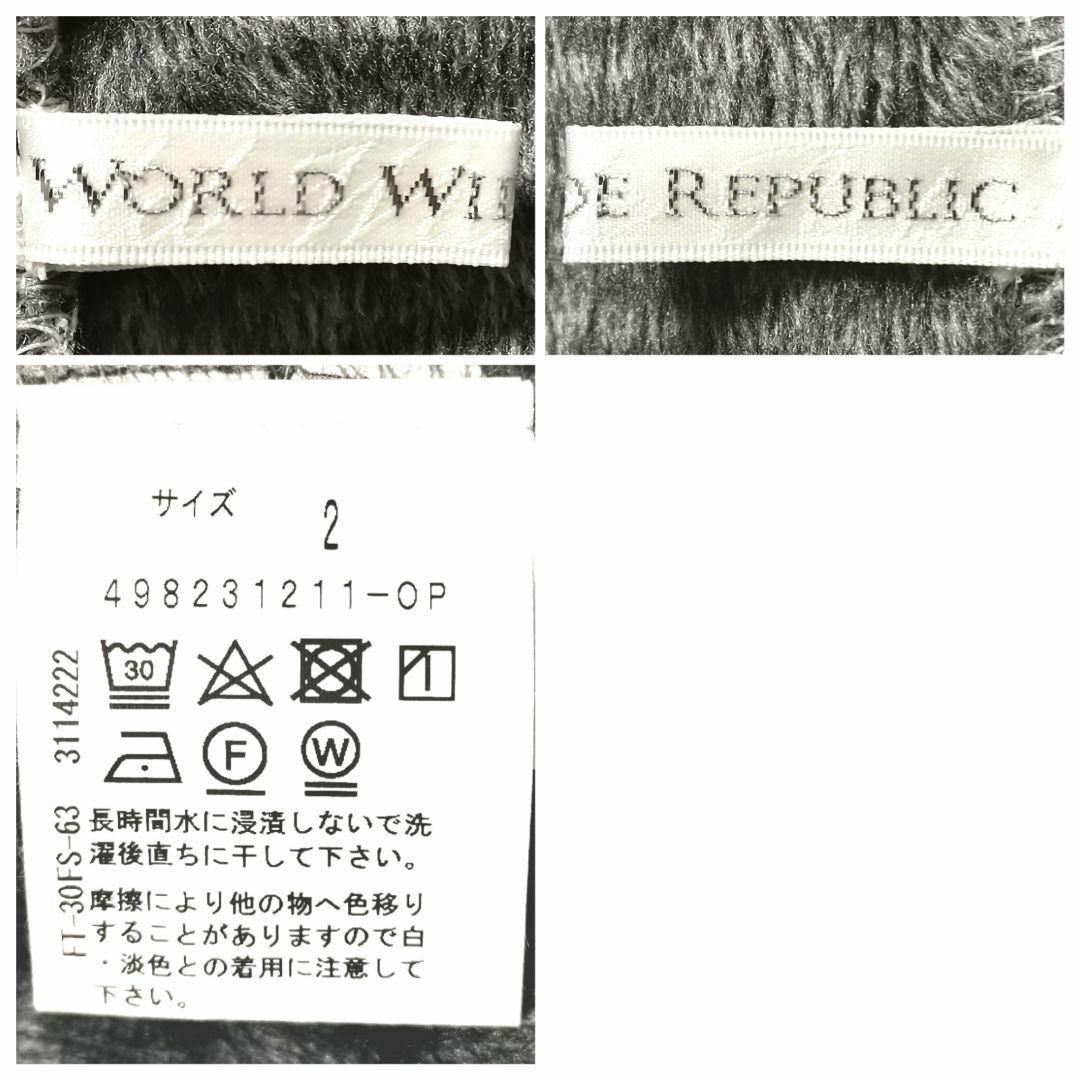 WORLD WI
DE REPUBLIC
サイズ 2
498231211-OP
30
1
F W
長時間水に浸漬しないで洗
濯後直ちに干して下さい。
摩擦により他の物へ色移り
することがありますので白
・淡色との着用に注意して
下さい。
FT-30FS-63 3114222